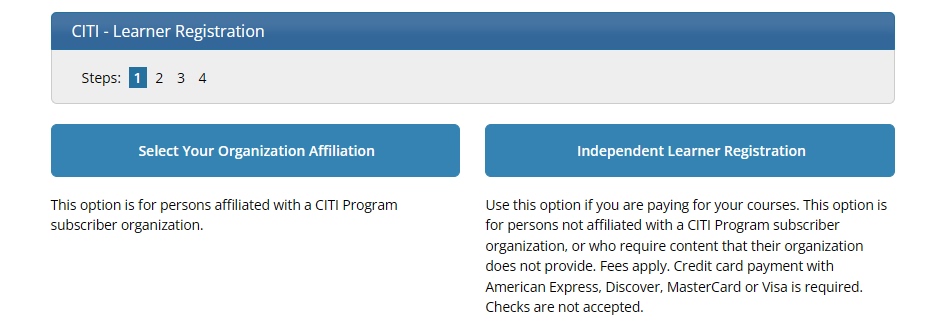 CITI - Learner Registration
Steps: 1 2 3 4
Select Your Organization Affiliation
This option is for persons affiliated with a CITI Program
subscriber organization.
Independent Learner Registration
Use this option if you are paying for your courses. This option is
for persons not affiliated with a CITI Program subscriber
organization, or who require content that their organization
does not provide. Fees apply. Credit card payment with
American Express, Discover, MasterCard or Visa is required.
Checks are not accepted.